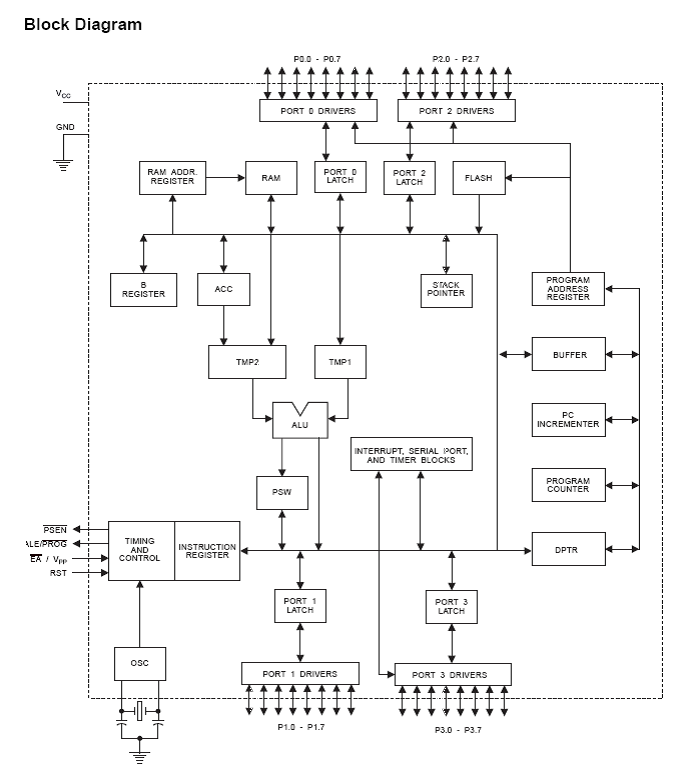 Block Diagram
P0.0 - P0.7
P2.0 - P2.7
VCC
GND
PORT 0 DRIVERS
PORT 2 DRIVERS
RAM ADDR.
REGISTER
RAM
PORT 0
LATCH
PORT 2
LATCH
FLASH
B
REGISTER
ACC
STACK
POINTER
PROGRAM
ADDRESS
REGISTER
TMP2
TMP1
BUFFER
ALU
PC
INCREMENTER
INTERRUPT, SERIAL PORT,
AND TIMER BLOCKS
PSW
PROGRAM
COUNTER
PSEN
ALE/PROG
EA / VPP
RST
TIMING
AND
CONTROL
INSTRUCTION
REGISTER
DPTR
PORT 1
LATCH
PORT 3
LATCH
OSC
PORT 1 DRIVERS
PORT 3 DRIVERS
P1.0 - P1.7
P3.0 - P3.7